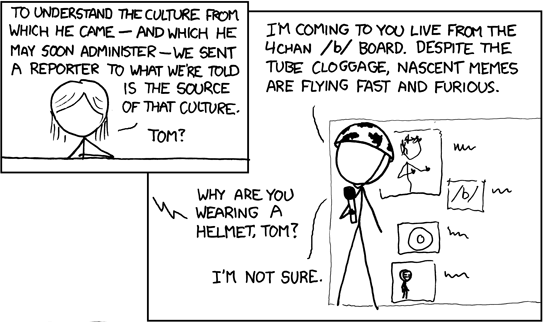 TO UNDERSTAND THE CULTURE FROM
WHICH HE CAME — AND WHICH HE
MAY SOON ADMINISTER — WE SENT
A REPORTER TO WHAT WE'RE TOLD
IS THE SOURCE
OF THAT CULTURE.
TOM?
I'M COMING TO YOU LIVE FROM THE
4CHAN /b/ BOARD. DESPITE THE
TUBE CLOGGAGE, NASCENT MEMES
ARE FLYING FAST AND FURIOUS.
/b/
WHY ARE YOU
WEARING A
HELMET, TOM?
I'M NOT SURE.